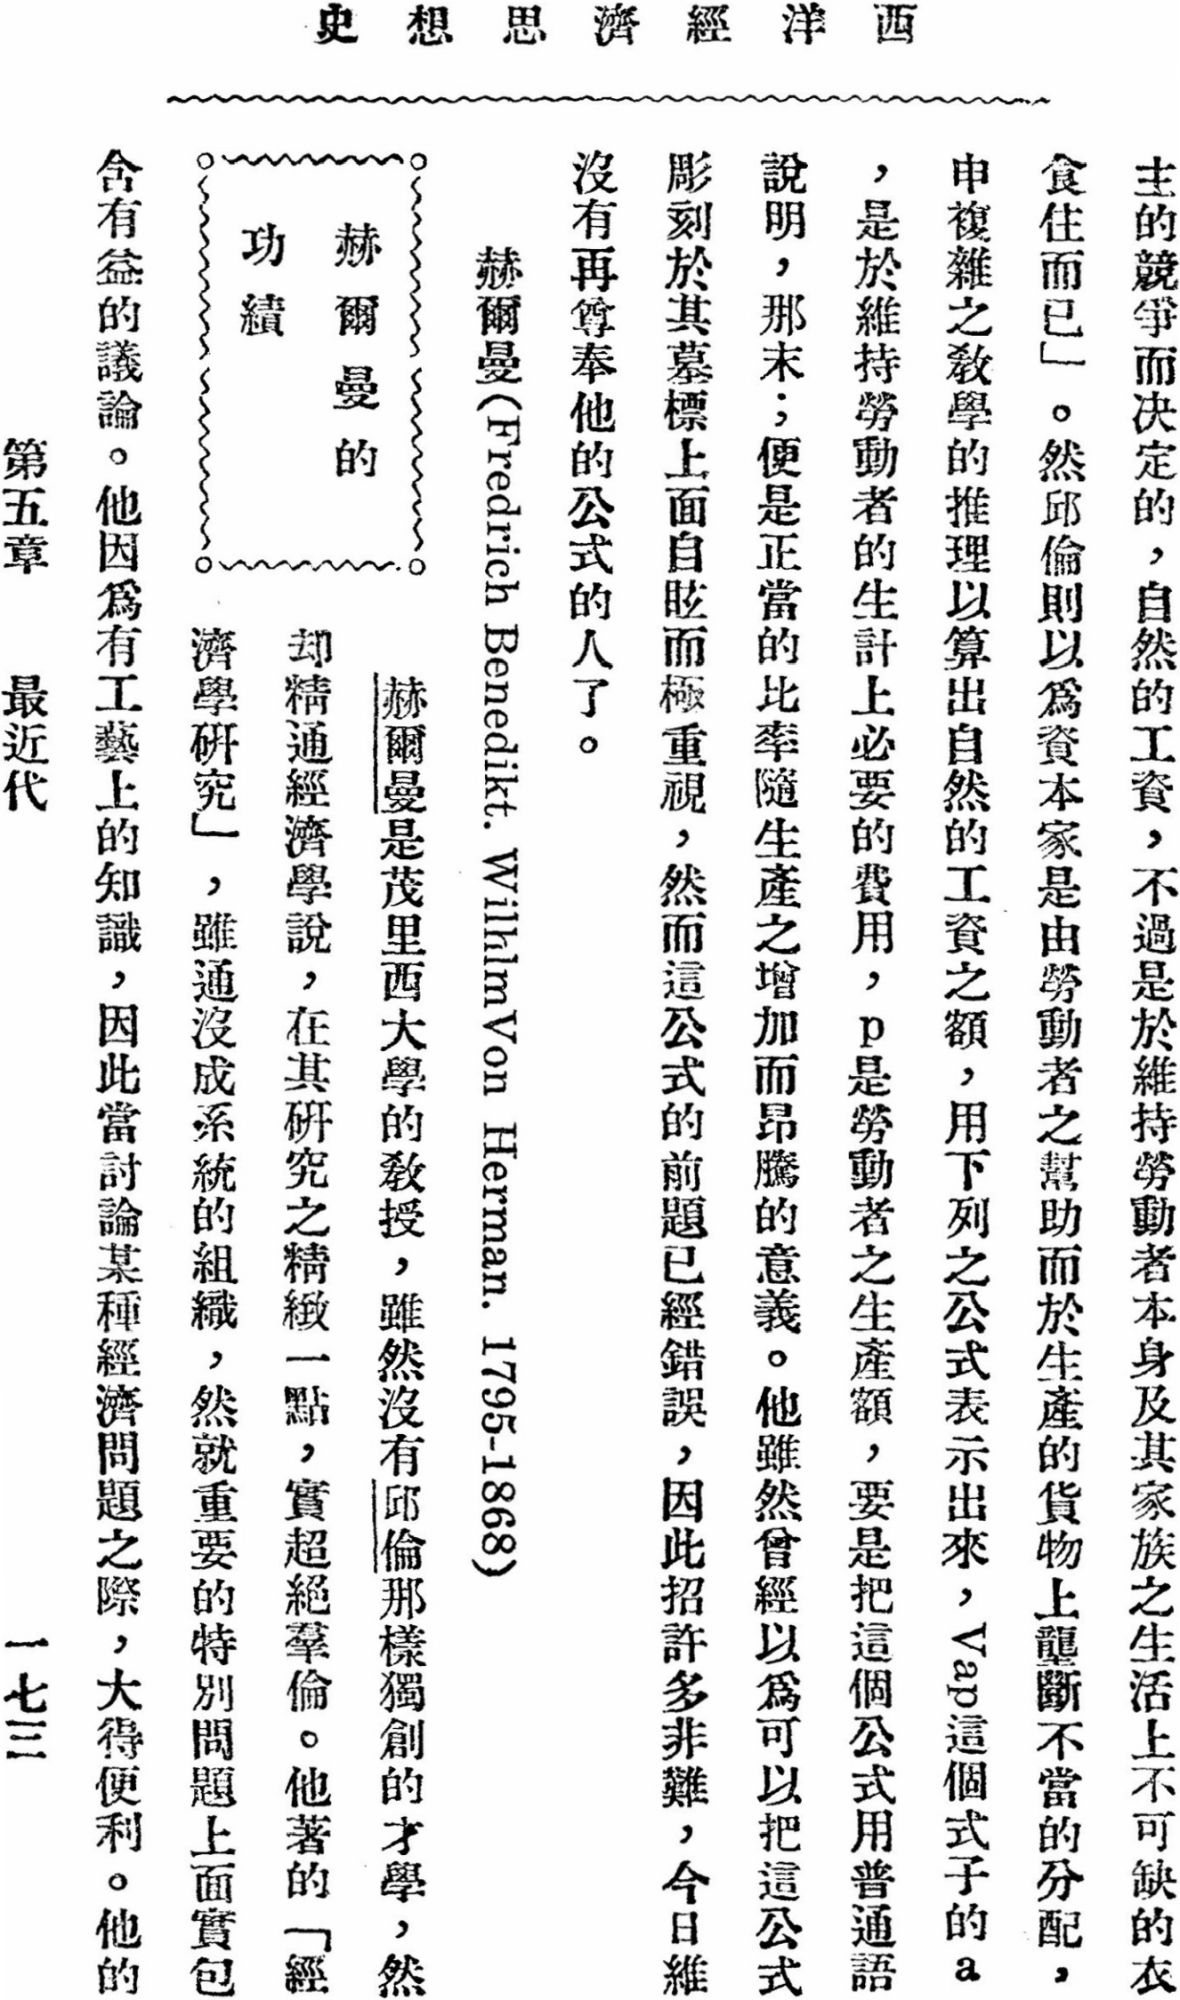 西洋經濟思想史
主的競爭而决定的，自然的工資，不過是於維持勞動者本身及其家族之生活上不可缺的衣
食住而已」。然邱倫則以爲資本家是由勞動者之幫助而於生產的貨物上壟斷不當的分配，
申複雜之敎學的推理以算出自然的工資之額，用下列之公式表示出來，Vap這個式子的a
，是於維持勞動者的生計上必要的費用，p是勞動者之生產額，要是把這個公式用普通語
說明，那末；便是正當的比率隨生產之增加而昂騰的意義。他雖然曾經以爲可以把這公式
彫刻於其墓標上面自眩而極重視，然而這公式的前題已經錯誤，因此招許多非難，今日維
沒有再尊奉他的公式的人了。
赫爾曼(Fredrich Benedikt. WilhlmVon Herman. 1795-1868)
赫爾曼的
功績
赫爾曼是茂里西大學的敎授，雖然沒有邱倫那樣獨創的才學，然
却精通經濟學說，在其硏究之精緻一點，實超絕羣倫。他著的「經
濟學硏究」，雖通沒成系統的組織，然就重要的特別問題上面實包
含有益的議論。他因爲有工藝上的知識，因此當討論某種經濟問題之際，大得便利。他的
第五章　最近代　一七三